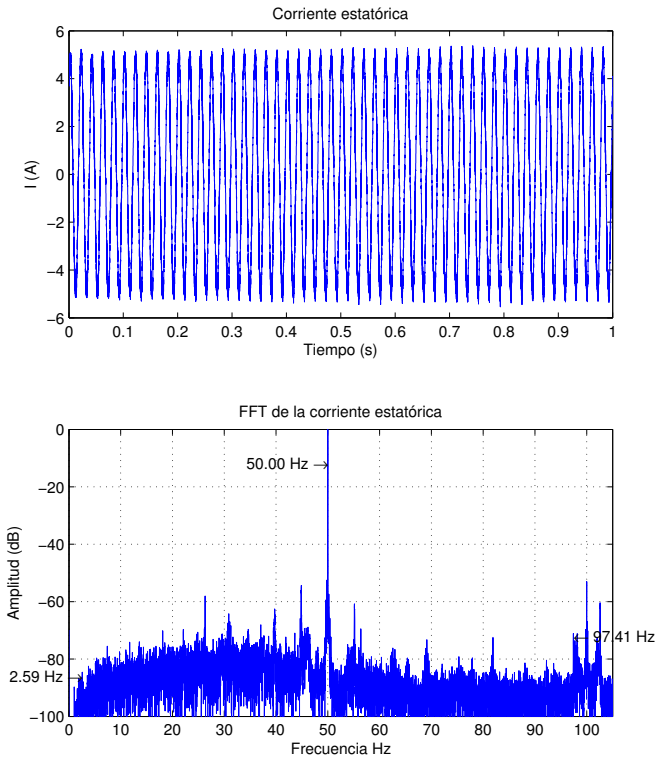 Corriente estatórica
6
4
2
0
−2
−4
−6
I (A)
0 0.1 0.2 0.3 0.4 0.5 0.6 0.7 0.8 0.9 1
Tiempo (s)
FFT de la corriente estatórica
0
−20
−40
−60
−80
−100
Amplitud (dB)
50.00 Hz →
← 97.41 Hz
2.59 Hz →
0 10 20 30 40 50 60 70 80 90 100
Frecuencia Hz